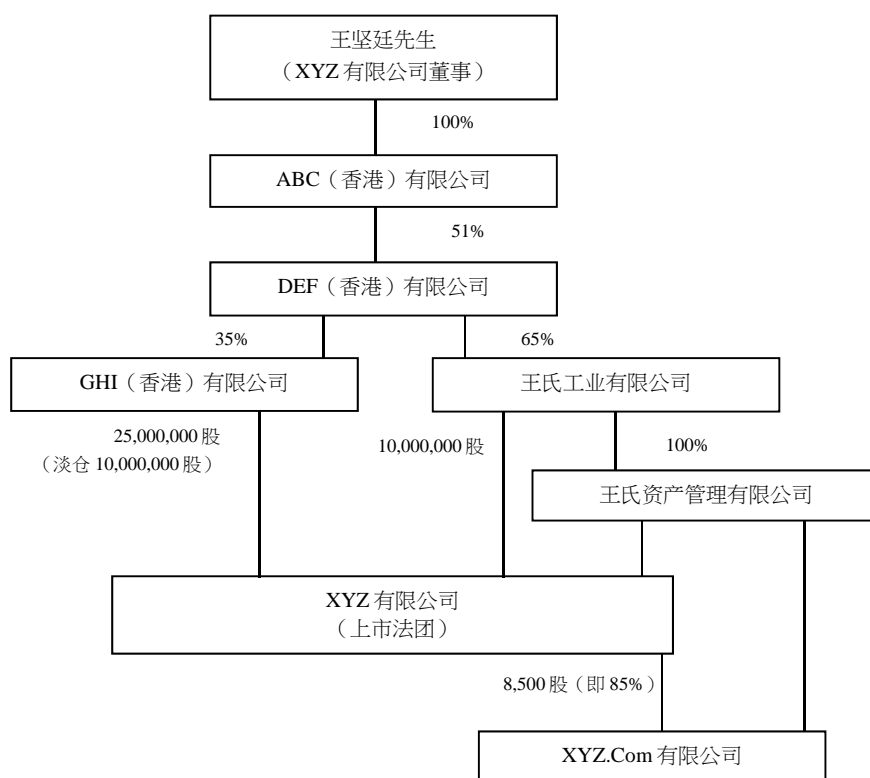 王坚廷先生
（XYZ 有限公司董事）
100%
ABC（香港）有限公司
51%
DEF（香港）有限公司
35%
65%
GHI（香港）有限公司
王氏工业有限公司
25,000,000 股
（淡仓 10,000,000 股）
10,000,000 股
100%
王氏资产管理有限公司
XYZ 有限公司
（上市法团）
8,500 股（即 85%）
XYZ.Com 有限公司